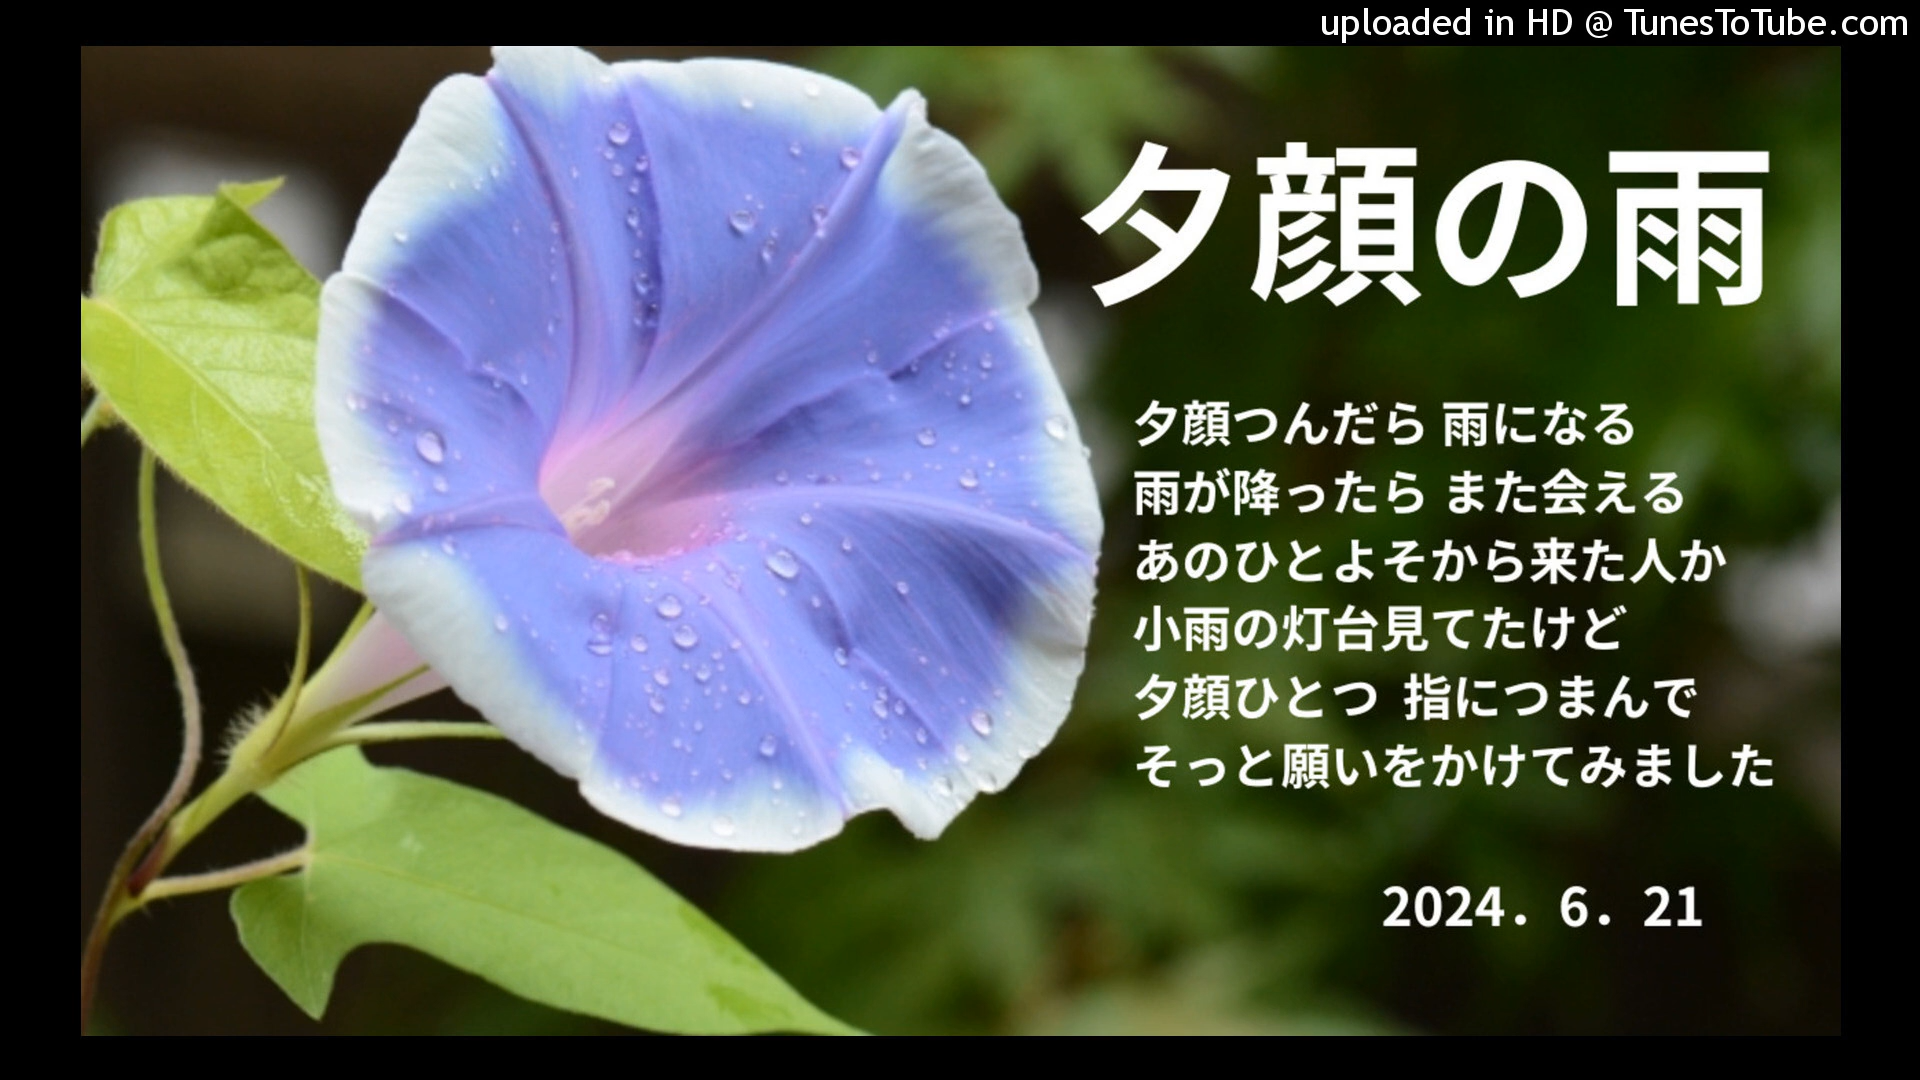 uploaded in HD @ TunesToTube.com
夕顔の雨
夕顔つんだら 雨になる
雨が降ったら また会える
あのひとよそから来た人か
小雨の灯台見てたけど
夕顔ひとつ 指につまんで
そっと願いをかけてみました
2024. 6. 21